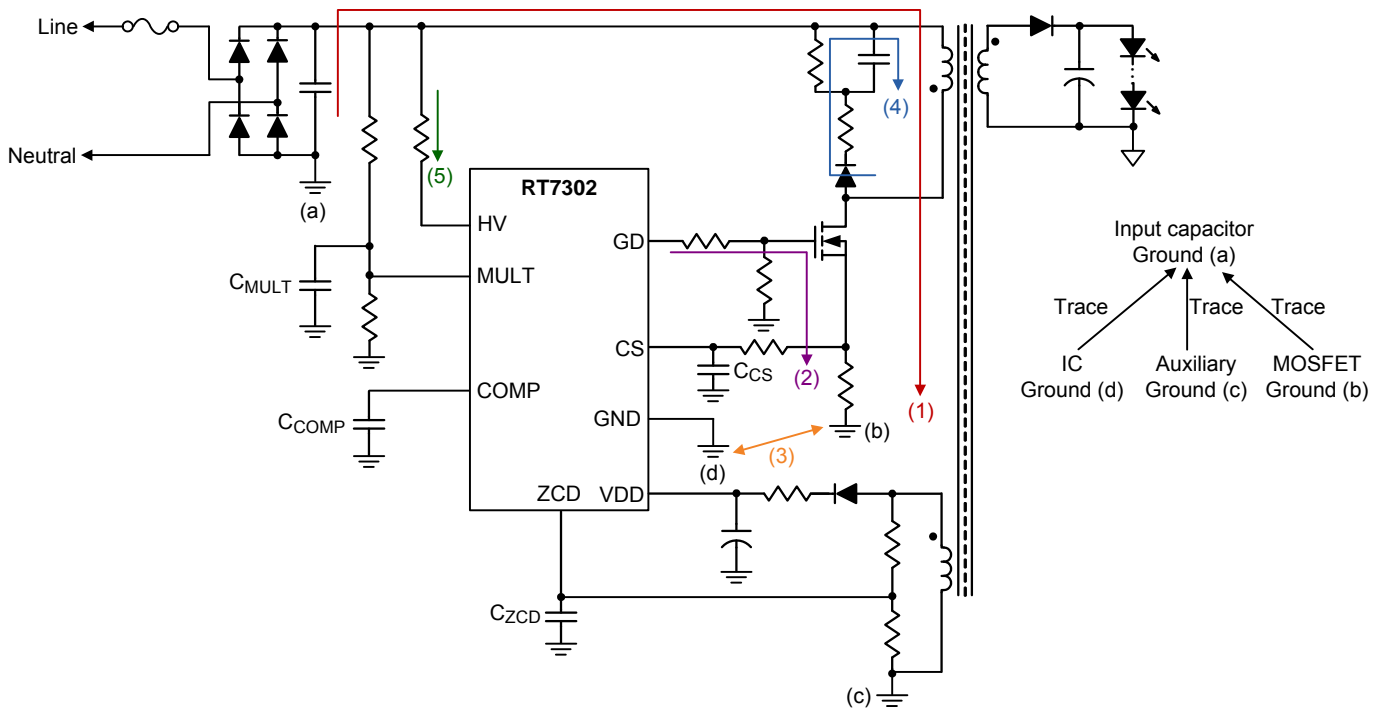 Line
Neutral
(a)
(5)
RT7302
HV
MULT
COMP
ZCD
VDD
GND
CS
GD
CMULT
CCOMP
CZCD
CCS
(4)
(2)
(1)
(3)
(b)
(d)
(c)
Input capacitor
Ground (a)
Trace
Trace
Trace
IC
Ground (d)
Auxiliary
Ground (c)
MOSFET
Ground (b)